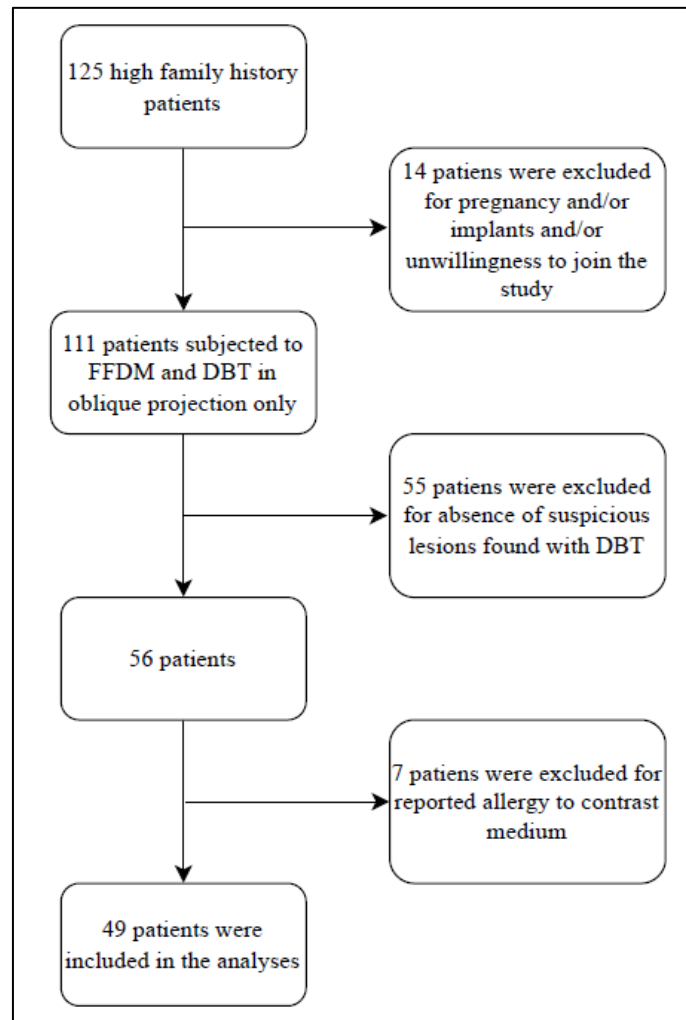 125 high family history
patients
14 patiens were excluded
for pregnancy and/or
implants and/or
unwillingness to join the
study
111 patients subjected to
FFDM and DBT in
oblique projection only
55 patiens were excluded
for absence of suspicious
lesions found with DBT
56 patients
7 patiens were excluded for
reported allergy to contrast
medium
49 patients were
included in the analyses